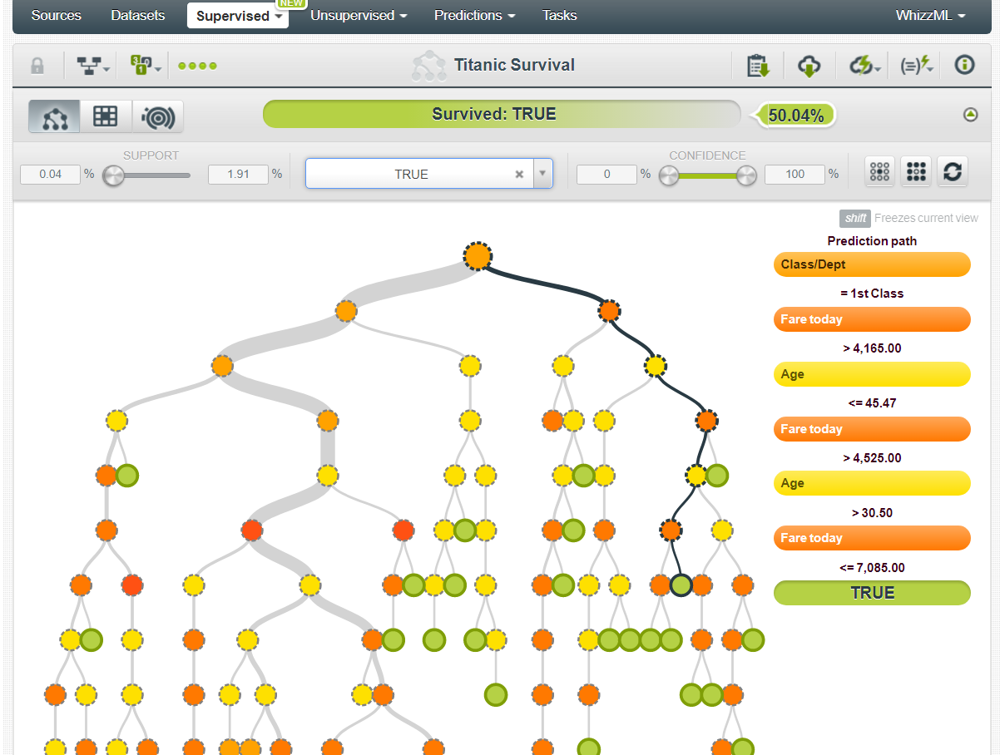 NEW
Sources Datasets Supervised Unsupervised Predictions Tasks WhizzML
Titanic Survival
Survived: TRUE 50.04%
SUPPORT CONFIDENCE
0.04 % 1.91 % TRUE × 0 % 100 %
shift Freezes current view
Prediction path
Class/Dept
= 1st Class
Fare today
> 4,165.00
Age
<= 45.47
Fare today
> 4,525.00
Age
> 30.50
Fare today
<= 7,085.00
TRUE